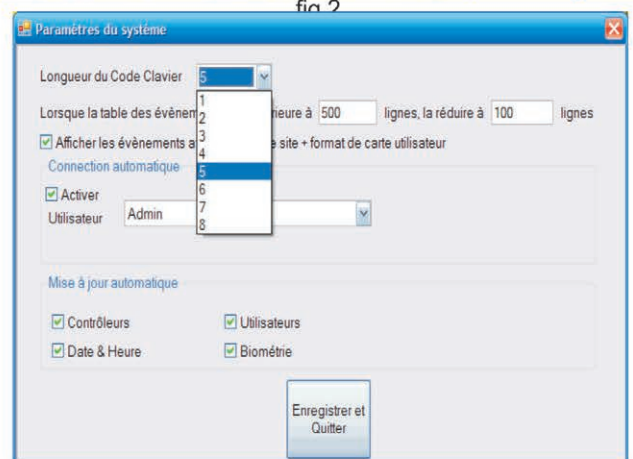 fig 2
Paramètres du système
Longueur du Code Clavier 5
1
2
3
4
5
6
7
8
Lorsque la table des évènem rieure à 500 lignes, la réduire à 100 lignes
Afficher les évènements a e site + format de carte utilisateur
Connection automatique
Activer
Utilisateur Admin
Mise à jour automatique
Contrôleurs Utilisateurs
Date & Heure Biométrie
Enregistrer et
Quitter